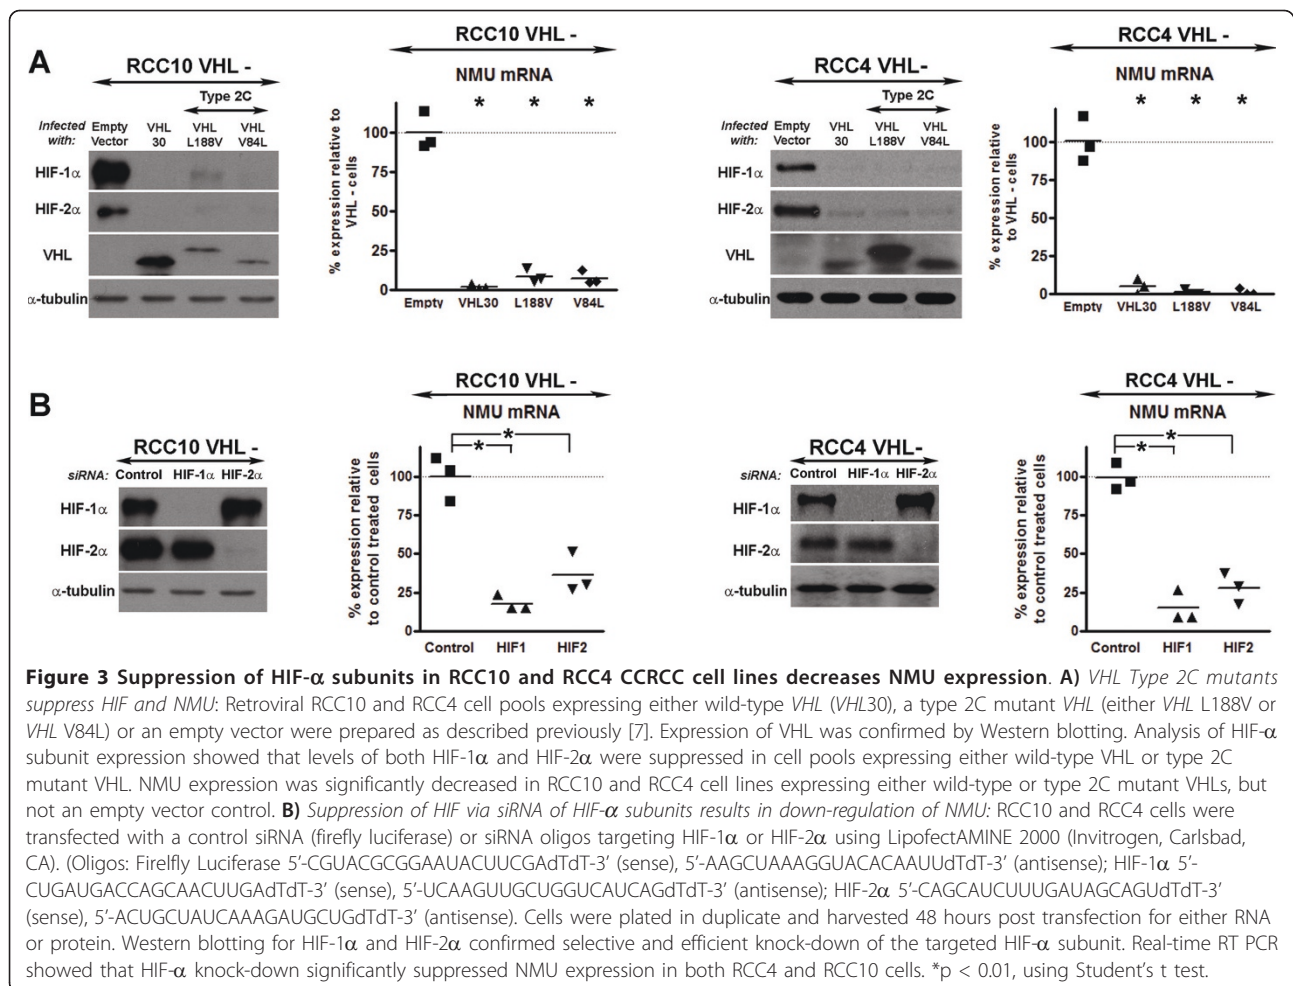 A
RCC10 VHL -
Type 2C
Infected with: Empty Vector VHL 30 VHL L188V VHL V84L
HIF-1α
HIF-2α
VHL
α-tubulin
RCC10 VHL -
NMU mRNA
* * *
% expression relative to VHL - cells
100
75
50
25
0
Empty VHL30 L188V V84L
RCC4 VHL-
Type 2C
Infected with: Empty Vector VHL 30 VHL L188V VHL V84L
HIF-1α
HIF-2α
VHL
α-tubulin
RCC4 VHL -
NMU mRNA
* * *
% expression relative to VHL - cells
100
75
50
25
0
Empty VHL30 L188V V84L
B
RCC10 VHL -
siRNA: Control HIF-1α HIF-2α
HIF-1α
HIF-2α
α-tubulin
RCC10 VHL -
NMU mRNA
*
*
% expression relative to control treated cells
100
75
50
25
0
Control HIF1 HIF2
RCC4 VHL-
siRNA: Control HIF-1α HIF-2α
HIF-1α
HIF-2α
α-tubulin
RCC4 VHL -
NMU mRNA
*
*
% expression relative to control treated cells
100
75
50
25
0
Control HIF1 HIF2
Figure 3 Suppression of HIF-α subunits in RCC10 and RCC4 CCRCC cell lines decreases NMU expression. A) VHL Type 2C mutants
suppress HIF and NMU: Retroviral RCC10 and RCC4 cell pools expressing either wild-type VHL (VHL30), a type 2C mutant VHL (either VHL L188V or
VHL V84L) or an empty vector were prepared as described previously [7]. Expression of VHL was confirmed by Western blotting. Analysis of HIF-α
subunit expression showed that levels of both HIF-1α and HIF-2α were suppressed in cell pools expressing either wild-type VHL or type 2C
mutant VHL. NMU expression was significantly decreased in RCC10 and RCC4 cell lines expressing either wild-type or type 2C mutant VHLs, but
not an empty vector control. B) Suppression of HIF via siRNA of HIF-α subunits results in down-regulation of NMU: RCC10 and RCC4 cells were
transfected with a control siRNA (firefly luciferase) or siRNA oligos targeting HIF-1α or HIF-2α using LipofectAMINE 2000 (Invitrogen, Carlsbad,
CA). (Oligos: Firelfly Luciferase 5’-CGUACGCGGAAUACUUCGAdTdT-3’ (sense), 5’-AAGCUAAAGGUACACAAUUdTdT-3’ (antisense); HIF-1α 5’-
CUGAUGACCAGCAACUUGAdTdT-3’ (sense), 5’-UCAAGUUGCUGGUCAUCAGdTdT-3’ (antisense); HIF-2α 5’-CAGCAUCUUUGAUAGCAGUdTdT-3’
(sense), 5’-ACUGCUAUCAAAGAUGCUGdTdT-3’ (antisense). Cells were plated in duplicate and harvested 48 hours post transfection for either RNA
or protein. Western blotting for HIF-1α and HIF-2α confirmed selective and efficient knock-down of the targeted HIF-α subunit. Real-time RT PCR
showed that HIF-α knock-down significantly suppressed NMU expression in both RCC4 and RCC10 cells. *p < 0.01, using Student’s t test.